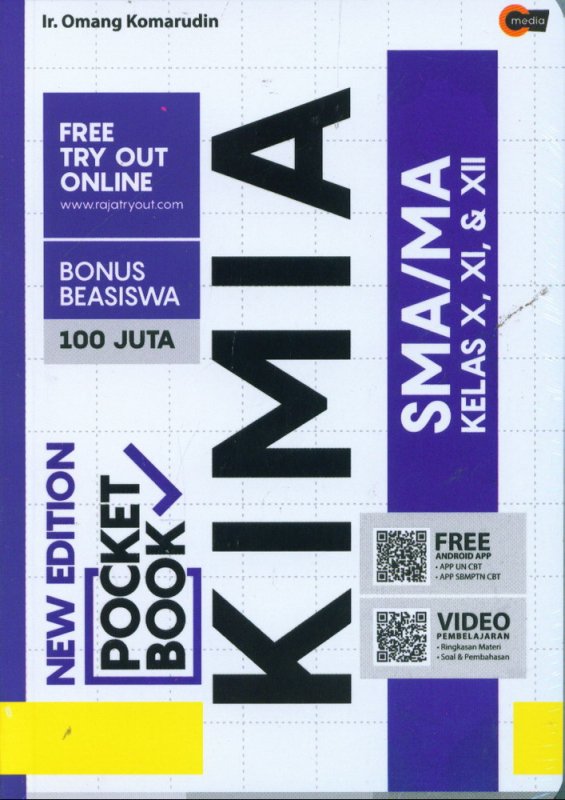 Ir. Omang Komarudin
C media
FREE
TRY OUT
ONLINE
www.rajatryout.com
BONUS
BEASISWA
100 JUTA
NEW EDITION
POCKET
BOOK
KIMIA
SMA/MA
KELAS X, XI, & XII
FREE
ANDROID APP
• APP UN CBT
• APP SBMPTN CBT
VIDEO
PEMBELAJARAN
• Ringkasan Materi
• Soal & Pembahasan